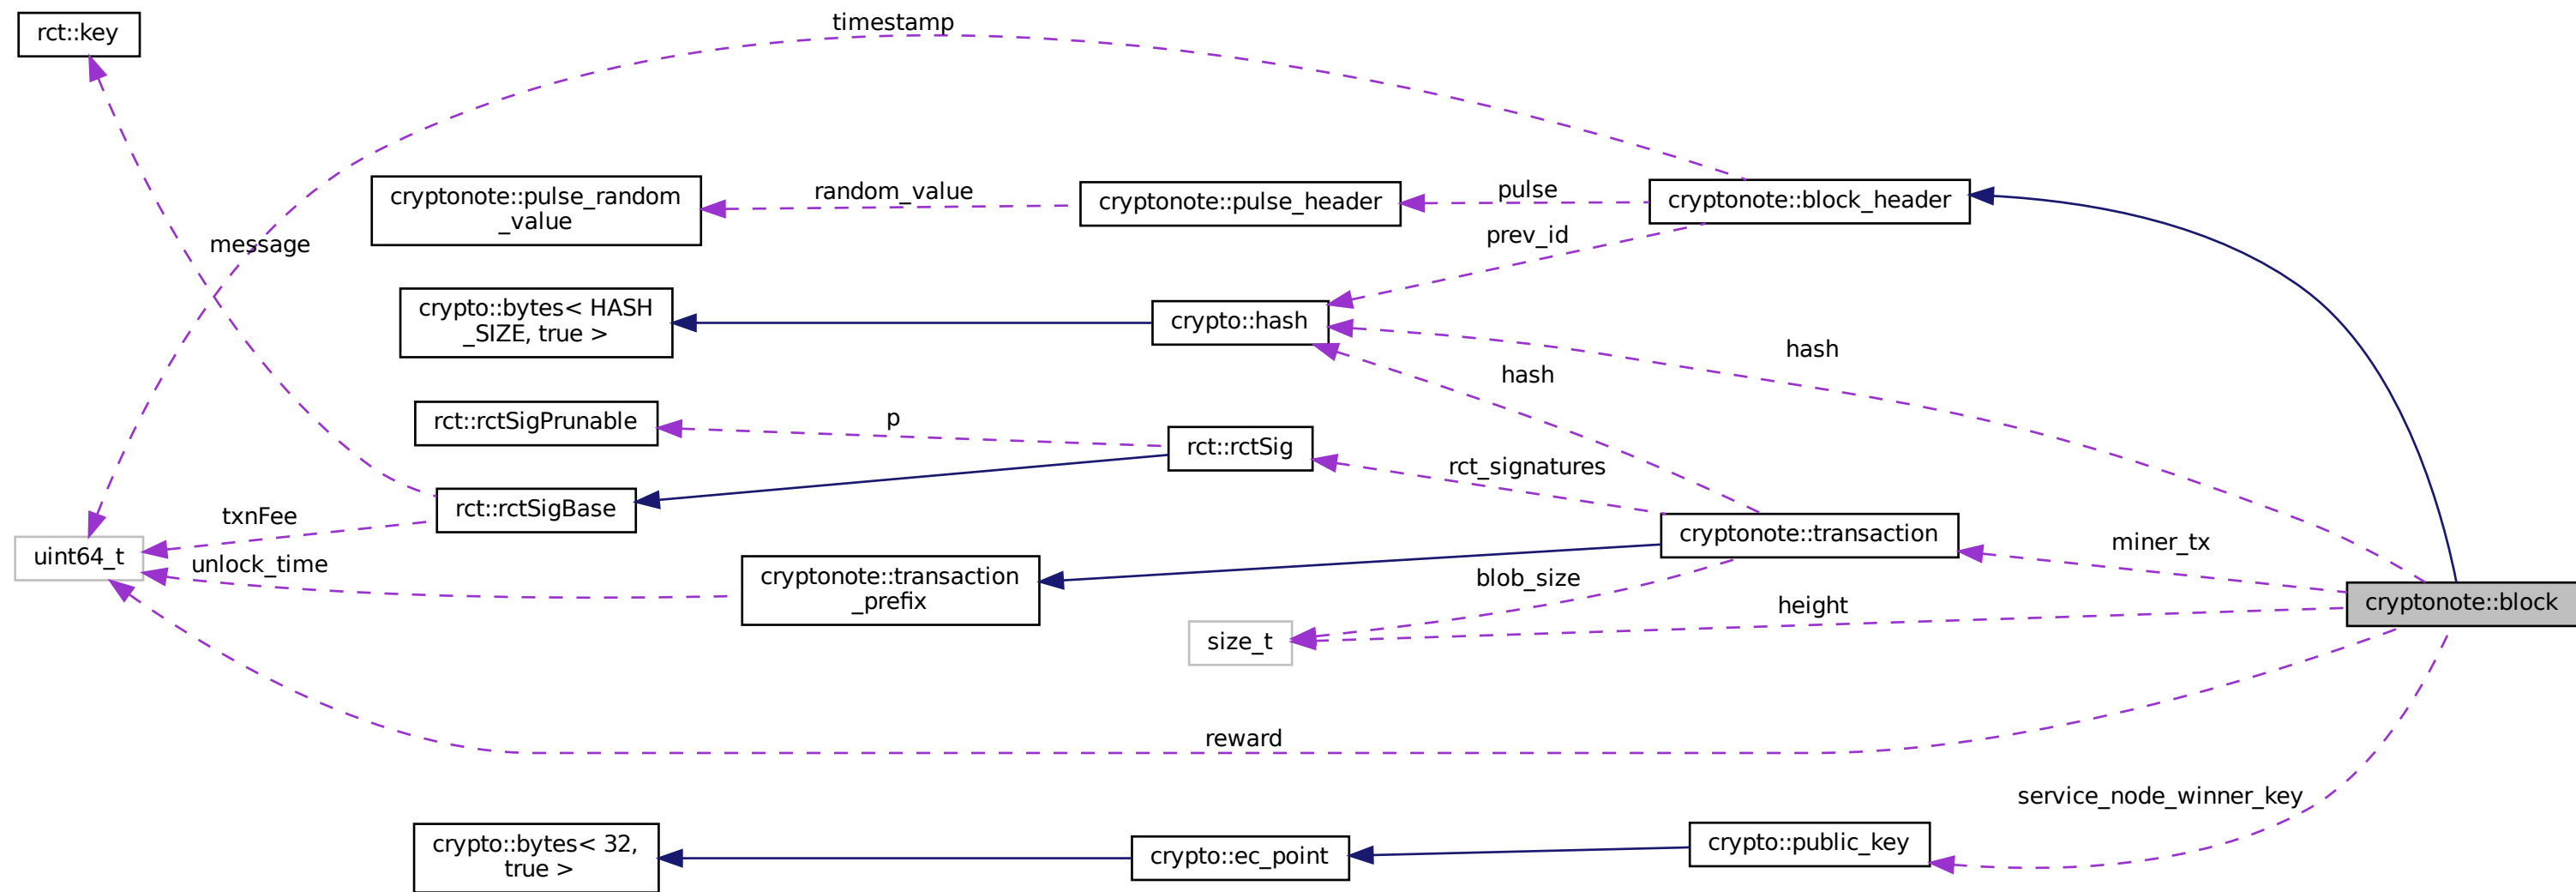 timestamp
rct::key
cryptonote::pulse_random
_value
random_value
cryptonote::pulse_header
pulse
cryptonote::block_header
message
prev_id
crypto::bytes< HASH
_SIZE, true >
crypto::hash
hash
hash
rct::rctSigPrunable
p
rct::rctSig
rct_signatures
rct::rctSigBase
txnFee
cryptonote::transaction
miner_tx
uint64_t
unlock_time
cryptonote::transaction
_prefix
blob_size
height
cryptonote::block
size_t
reward
service_node_winner_key
crypto::bytes< 32,
true >
crypto::ec_point
crypto::public_key